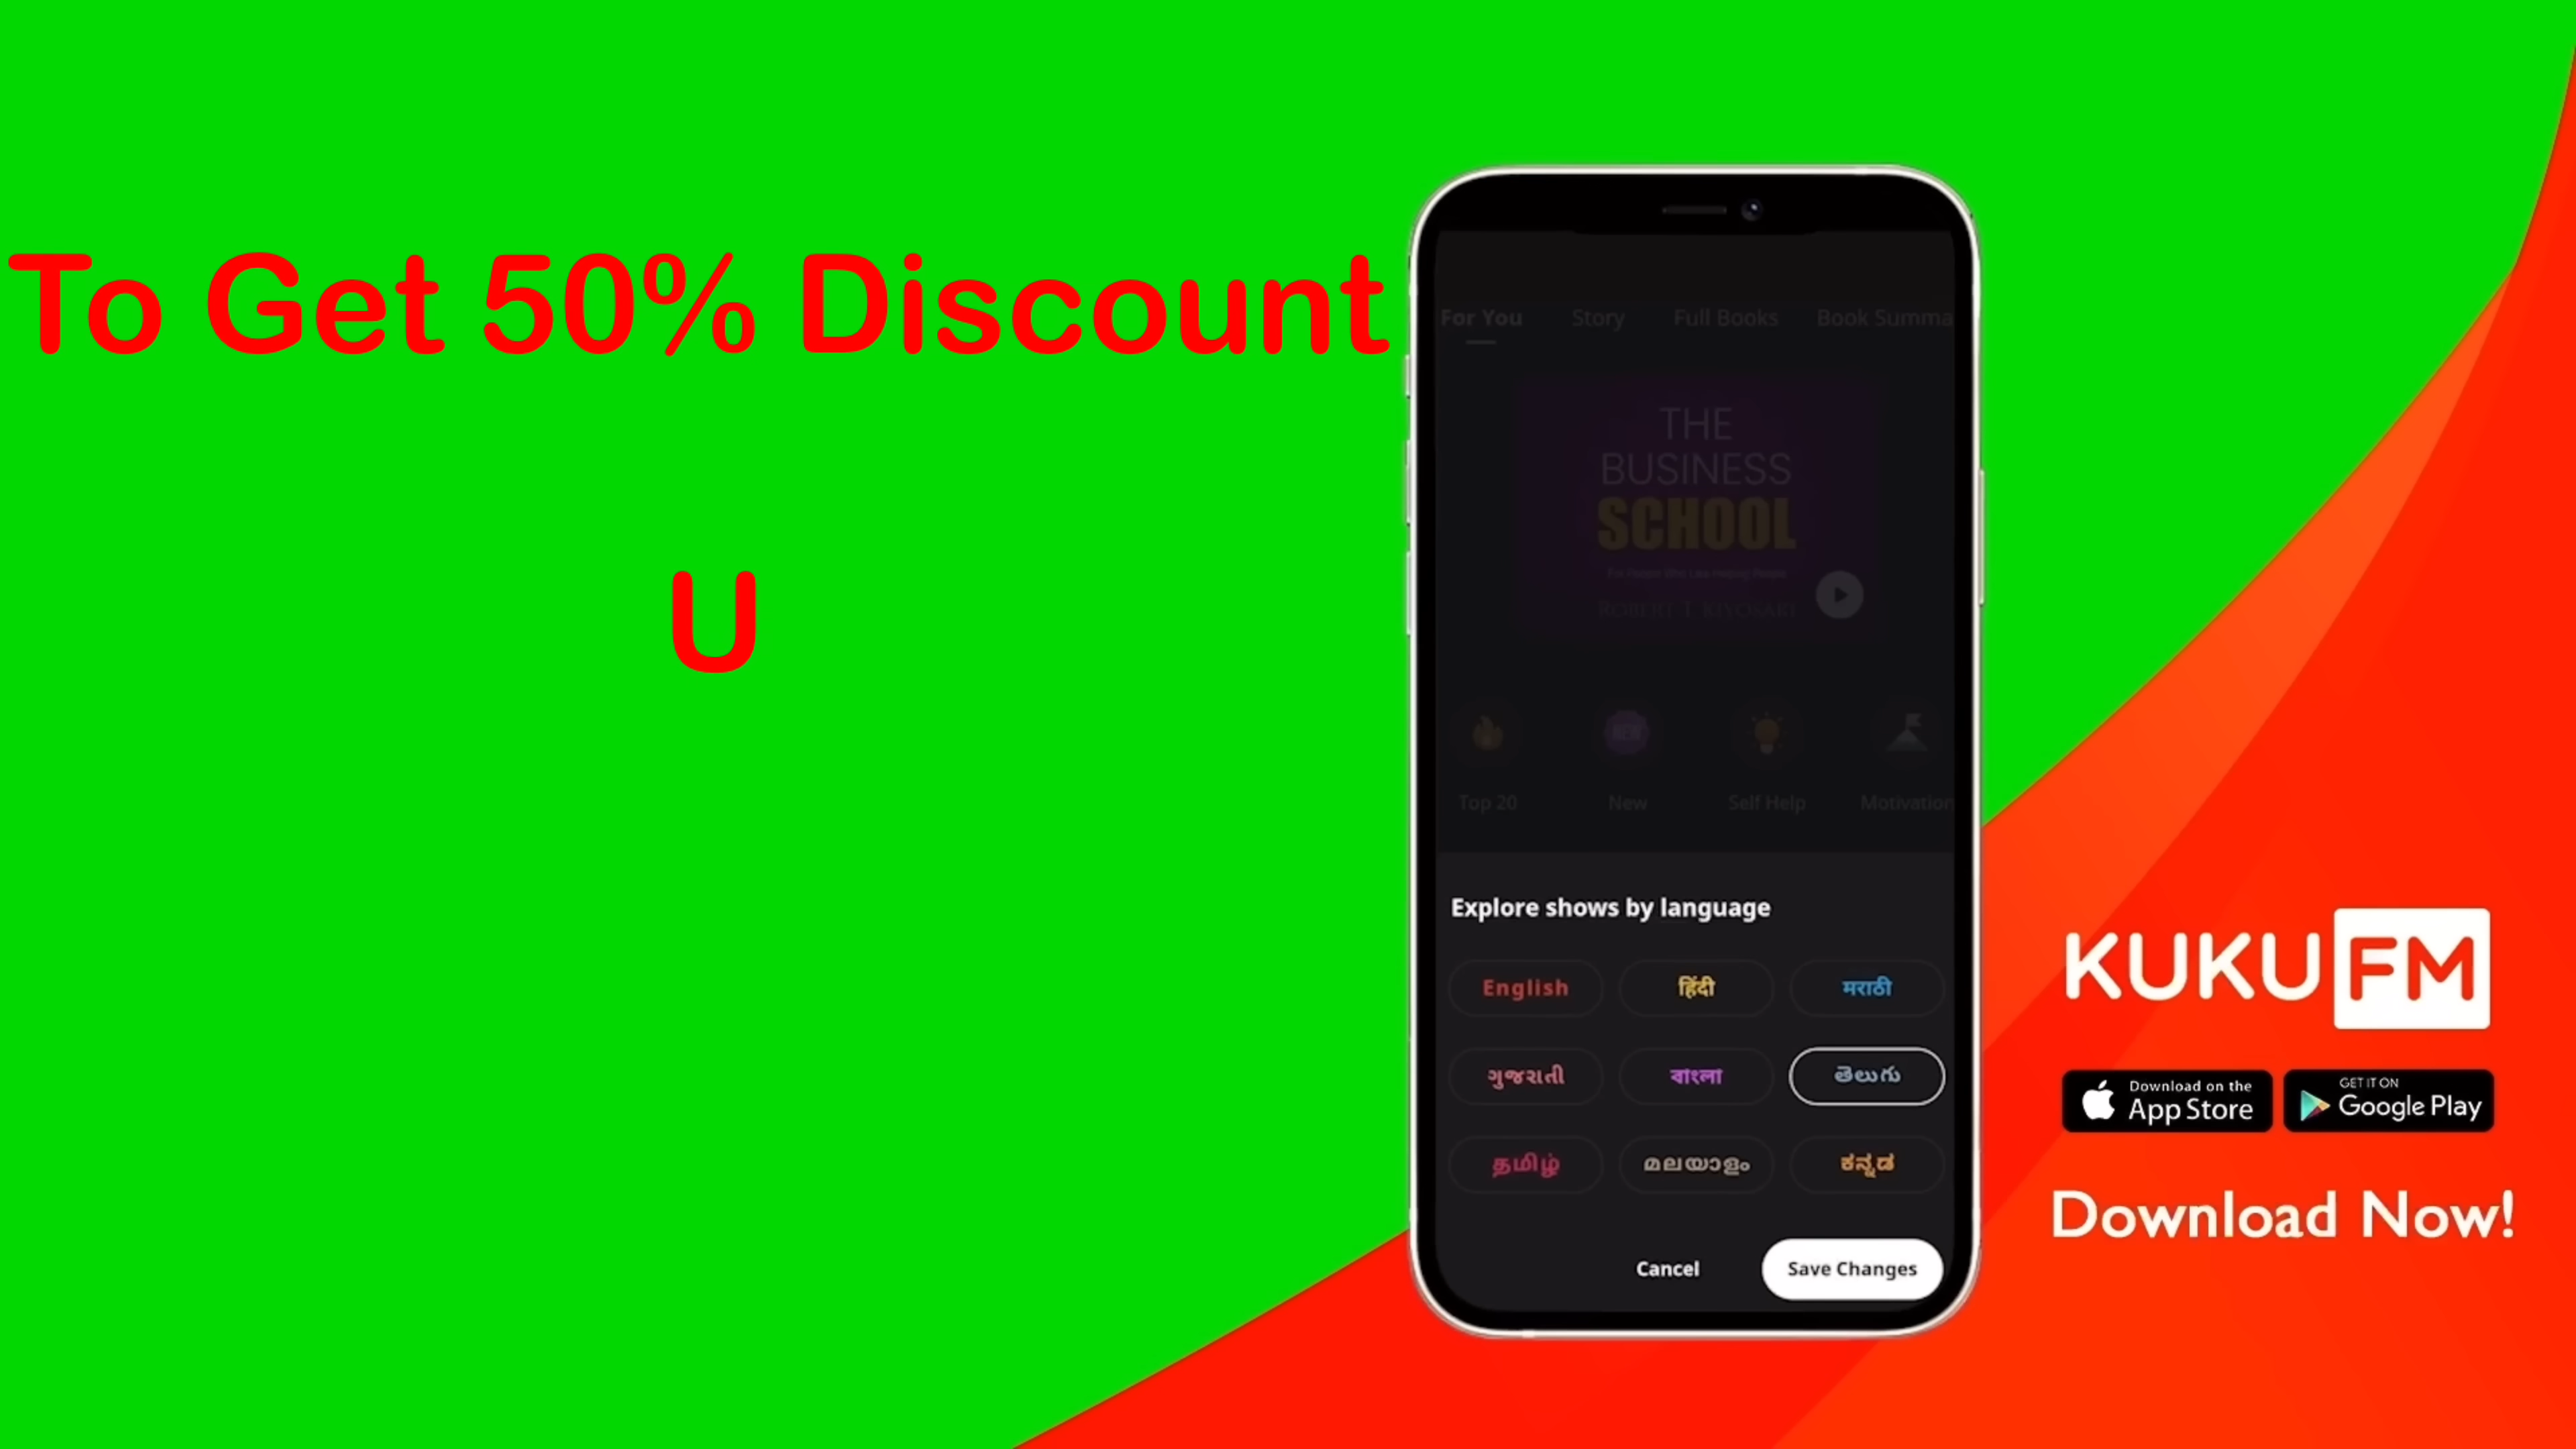 To Get 50% Discount
U
For You Story Full Books Book Summa
THE
BUSINESS
SCHOOL
ROBERT T. KIYOSAKI
Top 20 New Self Help Motivation
Explore shows by language
English हिंदी मराठी
ગુજરાતી বাংলা తెలుగు
தமிழ் മലയാളം ಕನ್ನಡ
Cancel Save Changes
KUKU FM
Download on the
App Store
GET IT ON
Google Play
Download Now!